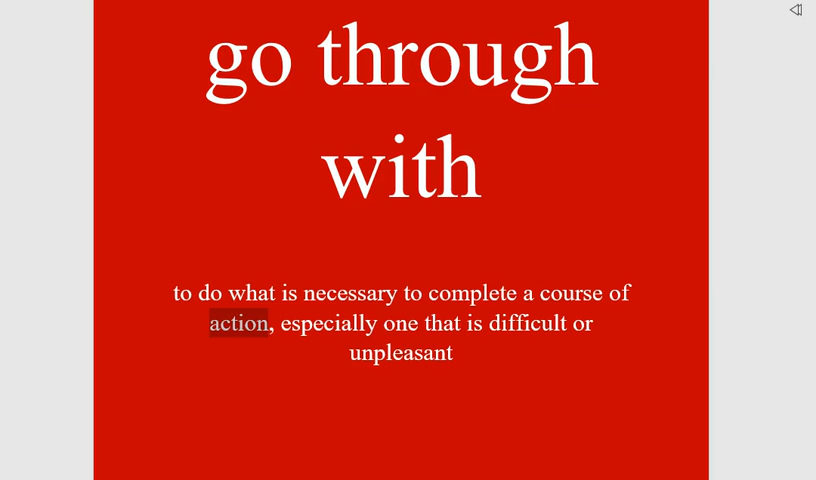 go through
with
to do what is necessary to complete a course of
action, especially one that is difficult or
unpleasant